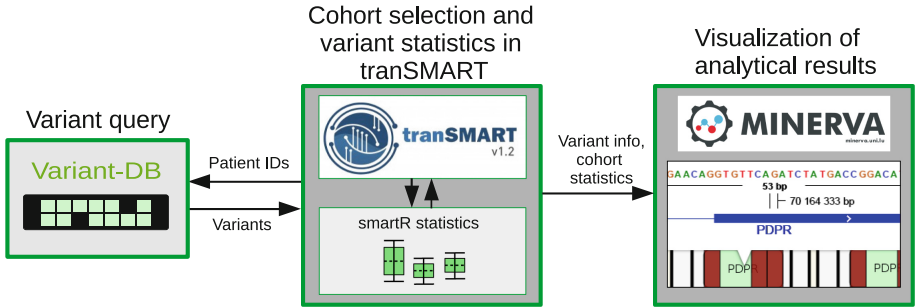 Cohort selection and
variant statistics in
tranSMART
Visualization of
analytical results
Variant query
Variant-DB
Patient IDs
Variants
tranSMART
v1.2
smartR statistics
Variant info,
cohort
statistics
MINERVA
minerva.uni.lu
GAACAGGTGTTCAGATCTATGACCGGACA
53 bp
70 164 333 bp
PDPR
PDPR
PDP